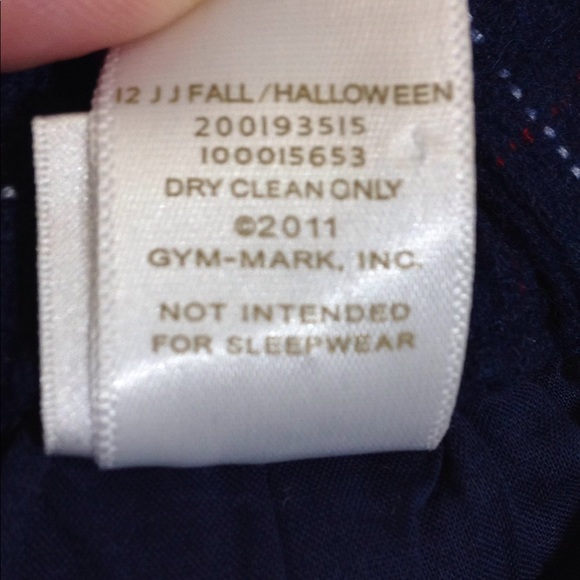 12 J J FALL/HALLOWEEN
200193515
100015653
DRY CLEAN ONLY
©2011
GYM-MARK, INC.
NOT INTENDED
FOR SLEEPWEAR